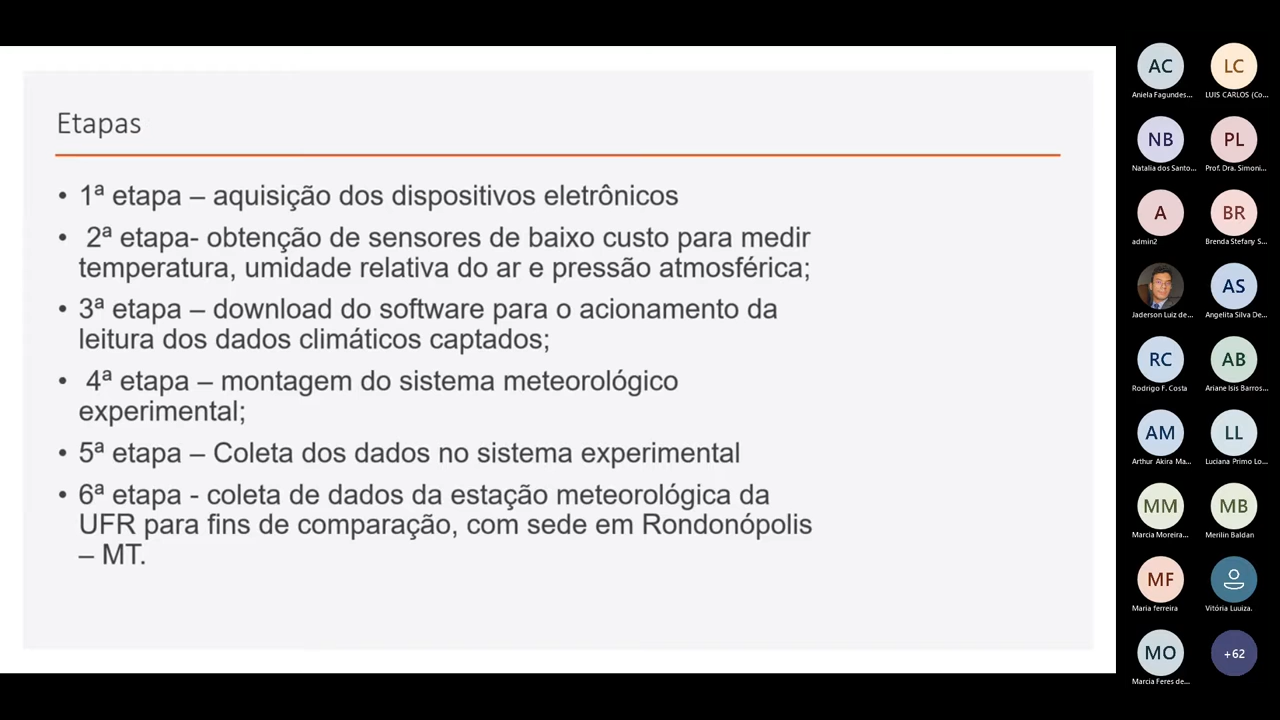 Etapas
• 1ª etapa – aquisição dos dispositivos eletrônicos
• 2ª etapa- obtenção de sensores de baixo custo para medir
temperatura, umidade relativa do ar e pressão atmosférica;
• 3ª etapa – download do software para o acionamento da
leitura dos dados climáticos captados;
• 4ª etapa – montagem do sistema meteorológico
experimental;
• 5ª etapa – Coleta dos dados no sistema experimental
• 6ª etapa - coleta de dados da estação meteorológica da
UFR para fins de comparação, com sede em Rondonópolis
– MT.
AC LC
Aniela Fagundes... LUIS CARLOS (Co...
NB PL
Natalia dos Santo... Prof. Dra. Simoni...
A BR
admin2 Brenda Stefany S...
AS
Jaderson Luiz de... Angelita Silva De...
RC AB
Rodrigo F. Costa Ariane Isis Barros...
AM LL
Arthur Akira Ma... Luciana Primo Lo...
MM MB
Marcia Moreira... Merilin Baldan
MF
Maria ferreira Vitória Luuiza.
MO +62
Marcia Feres de...